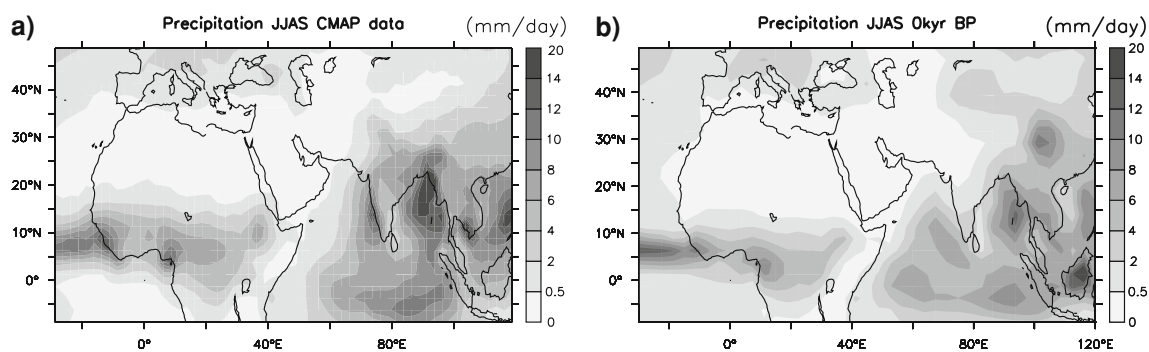 a) Precipitation JJAS CMAP data (mm/day)
20
14
12
10
8
6
4
2
0.5
0
40°N
30°N
20°N
10°N
0°
0° 40°E 80°E
b) Precipitation JJAS 0kyr BP (mm/day)
20
14
12
10
8
6
4
2
0.5
0
40°N
30°N
20°N
10°N
0°
0° 40°E 80°E 120°E